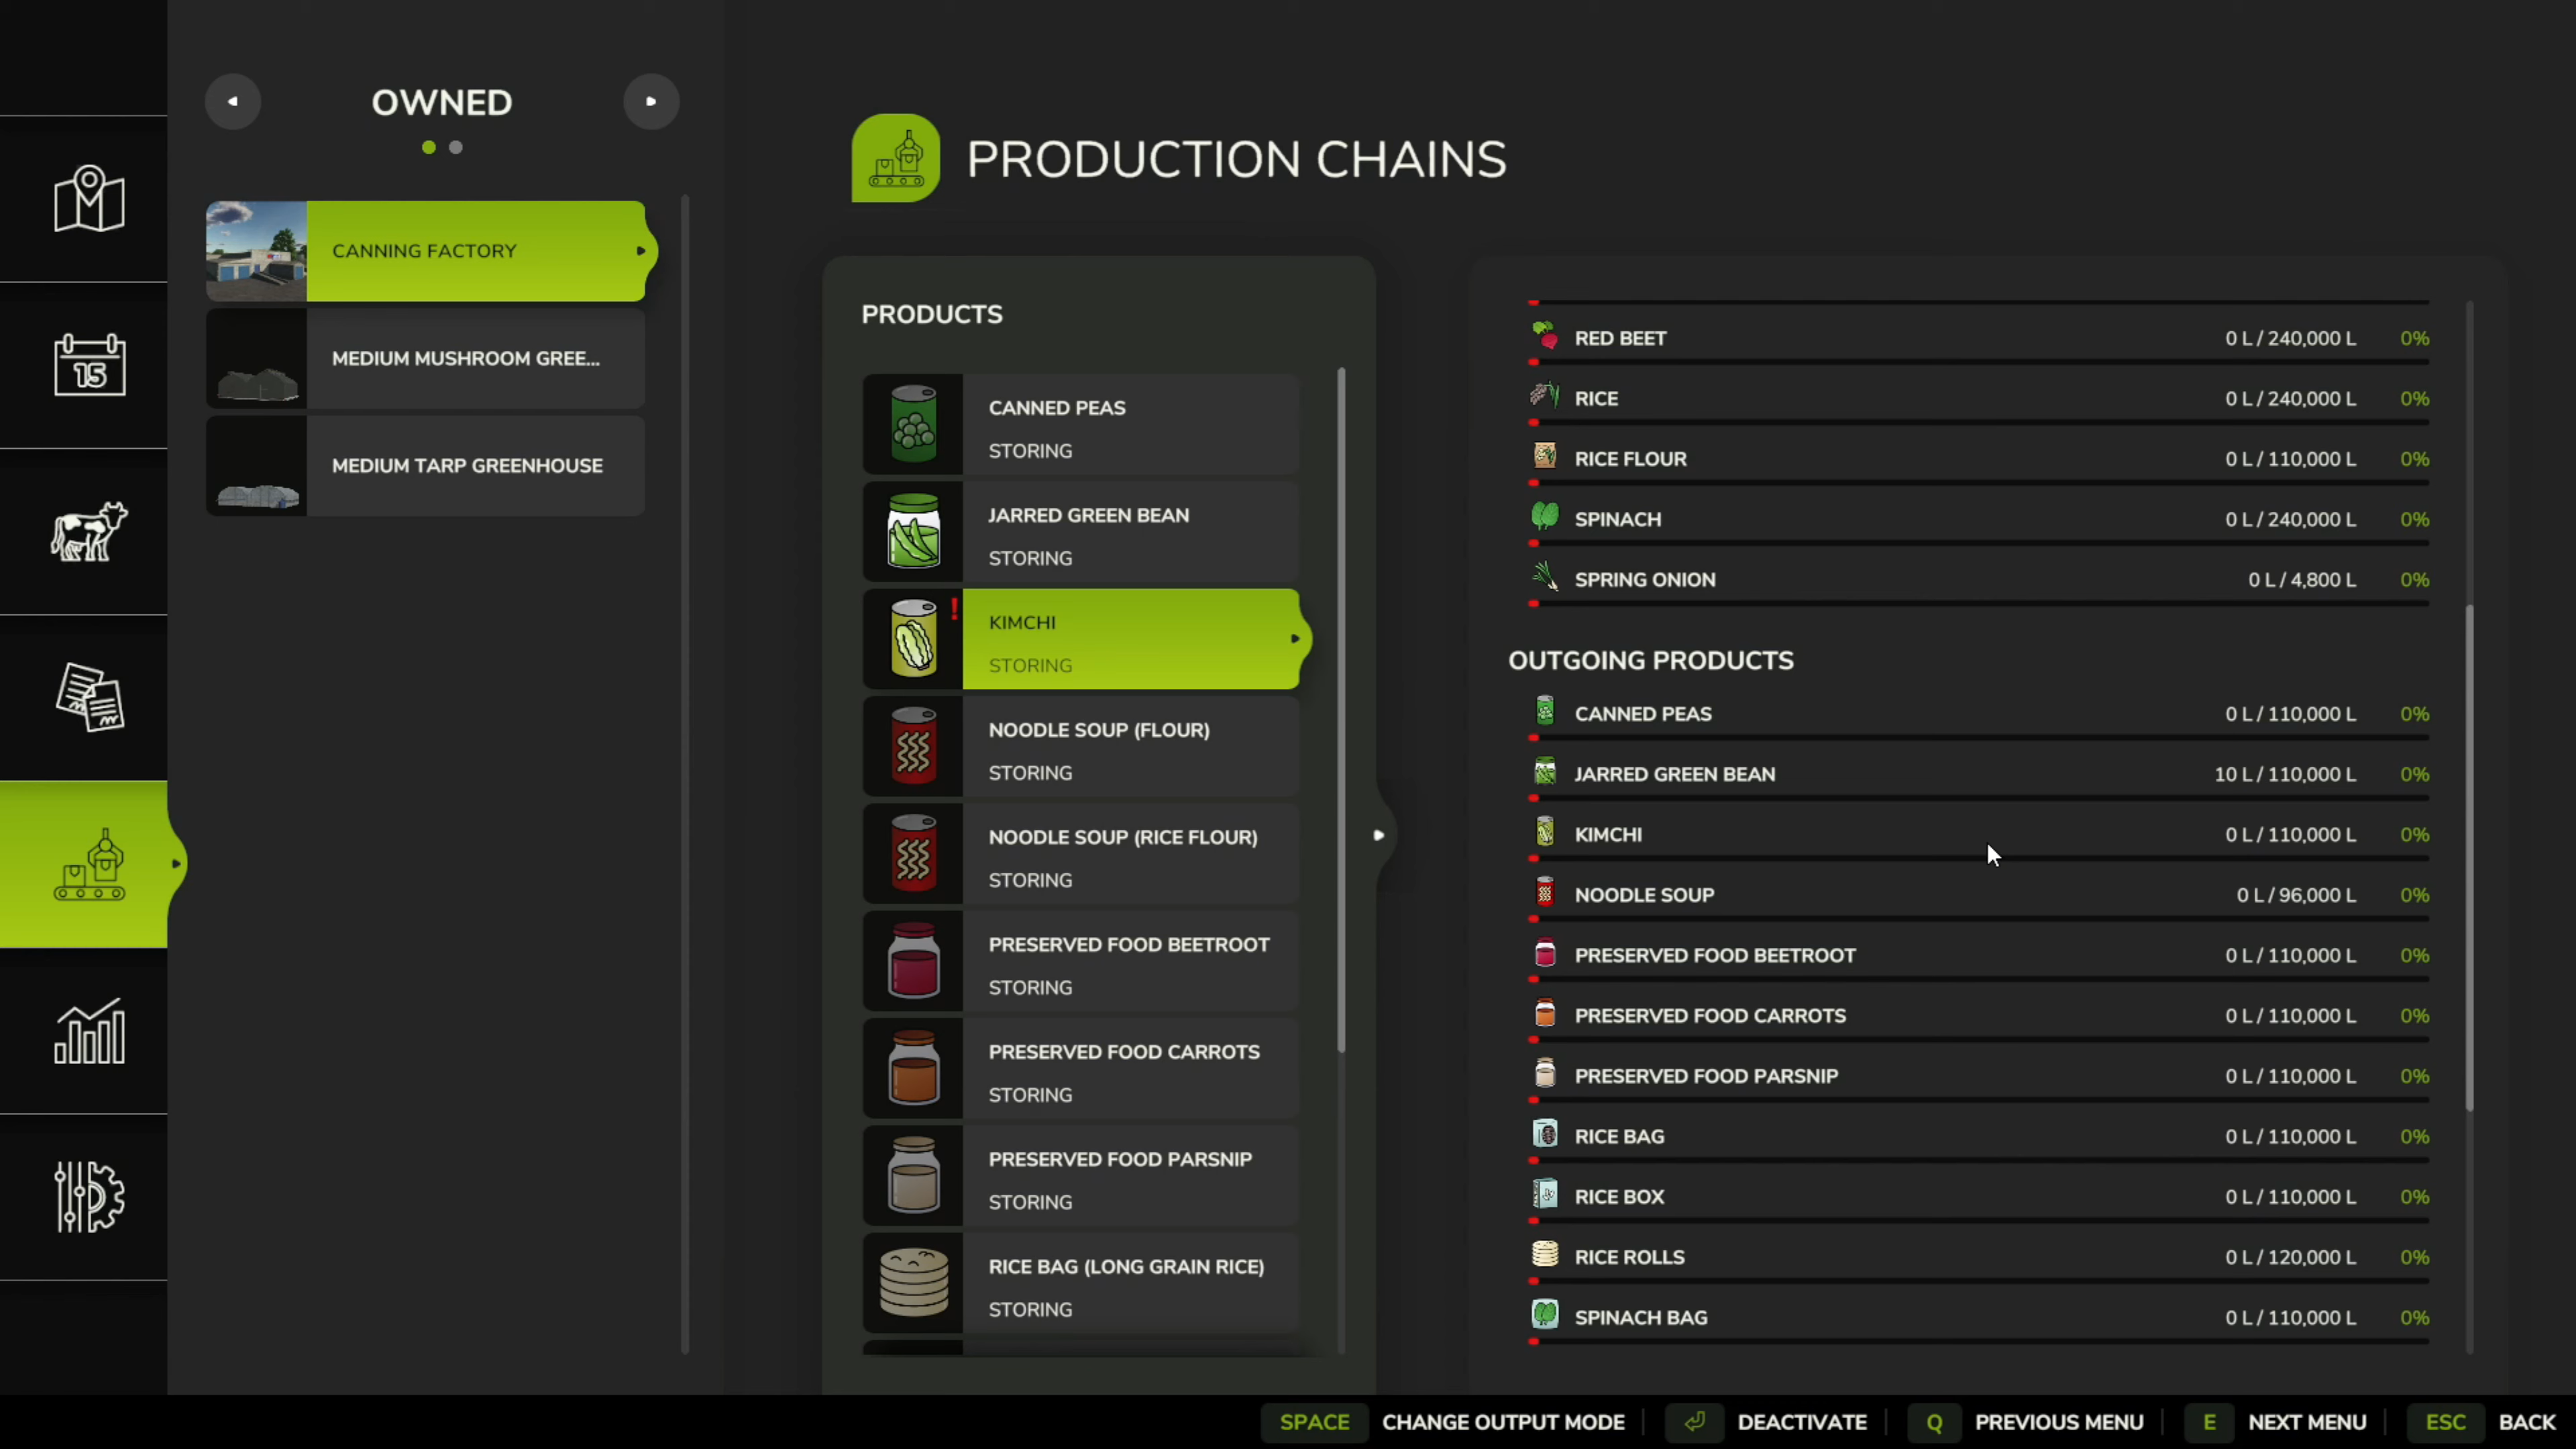 OWNED
CANNING FACTORY
MEDIUM MUSHROOM GREE...
MEDIUM TARP GREENHOUSE
15
PRODUCTION CHAINS
PRODUCTS
CANNED PEAS
STORING
JARRED GREEN BEAN
STORING
!
KIMCHI
STORING
NOODLE SOUP (FLOUR)
STORING
NOODLE SOUP (RICE FLOUR)
STORING
PRESERVED FOOD BEETROOT
STORING
PRESERVED FOOD CARROTS
STORING
PRESERVED FOOD PARSNIP
STORING
RICE BAG (LONG GRAIN RICE)
STORING
RED BEET 0 L / 240,000 L 0%
RICE 0 L / 240,000 L 0%
RICE FLOUR 0 L / 110,000 L 0%
SPINACH 0 L / 240,000 L 0%
SPRING ONION 0 L / 4,800 L 0%
OUTGOING PRODUCTS
CANNED PEAS 0 L / 110,000 L 0%
JARRED GREEN BEAN 10 L / 110,000 L 0%
KIMCHI 0 L / 110,000 L 0%
NOODLE SOUP 0 L / 96,000 L 0%
PRESERVED FOOD BEETROOT 0 L / 110,000 L 0%
PRESERVED FOOD CARROTS 0 L / 110,000 L 0%
PRESERVED FOOD PARSNIP 0 L / 110,000 L 0%
RICE BAG 0 L / 110,000 L 0%
RICE BOX 0 L / 110,000 L 0%
RICE ROLLS 0 L / 120,000 L 0%
SPINACH BAG 0 L / 110,000 L 0%
SPACE CHANGE OUTPUT MODE DEACTIVATE Q PREVIOUS MENU E NEXT MENU ESC BACK